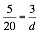 5/20 = 3/d